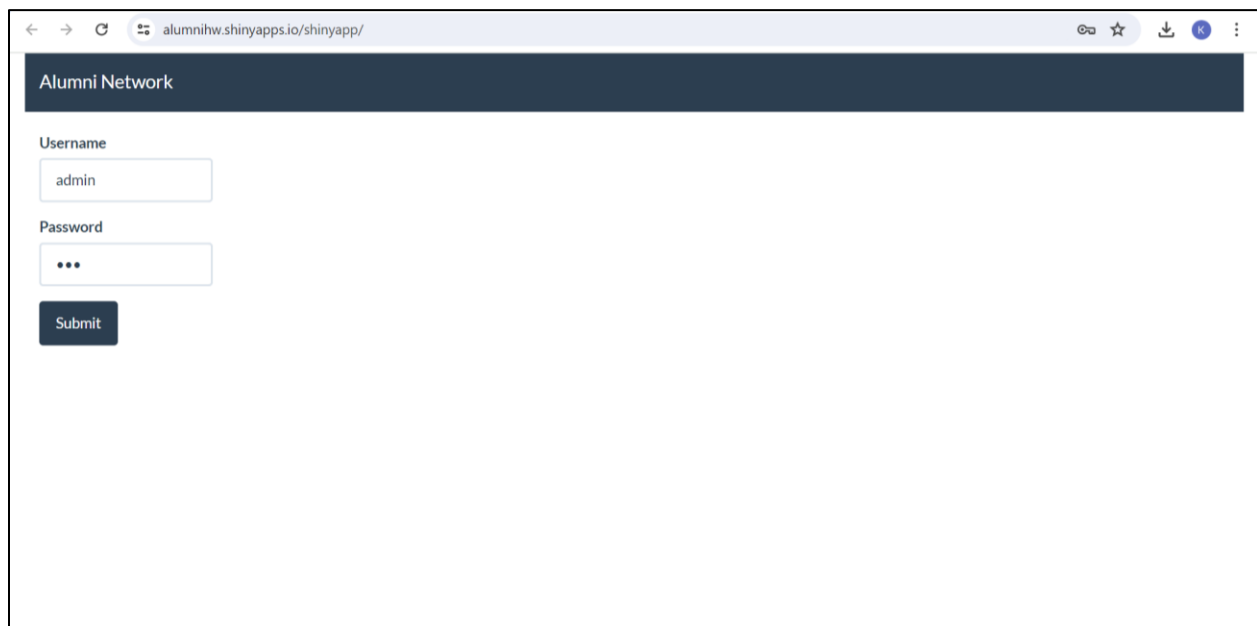 alumnihw.shinyapps.io/shinyapp/
K
Alumni Network
Username
admin
Password
•••
Submit